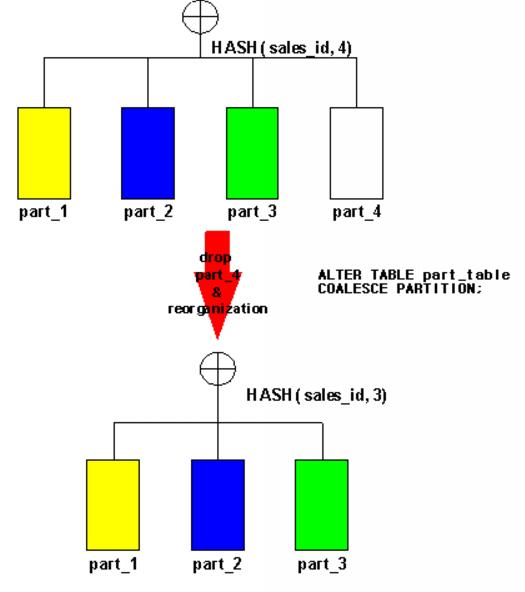 HASH( sales_id, 4)
part_1 part_2 part_3 part_4
drop
part_4
&
reorganization
ALTER TABLE part_table
COALESCE PARTITION;
HASH( sales_id, 3)
part_1 part_2 part_3